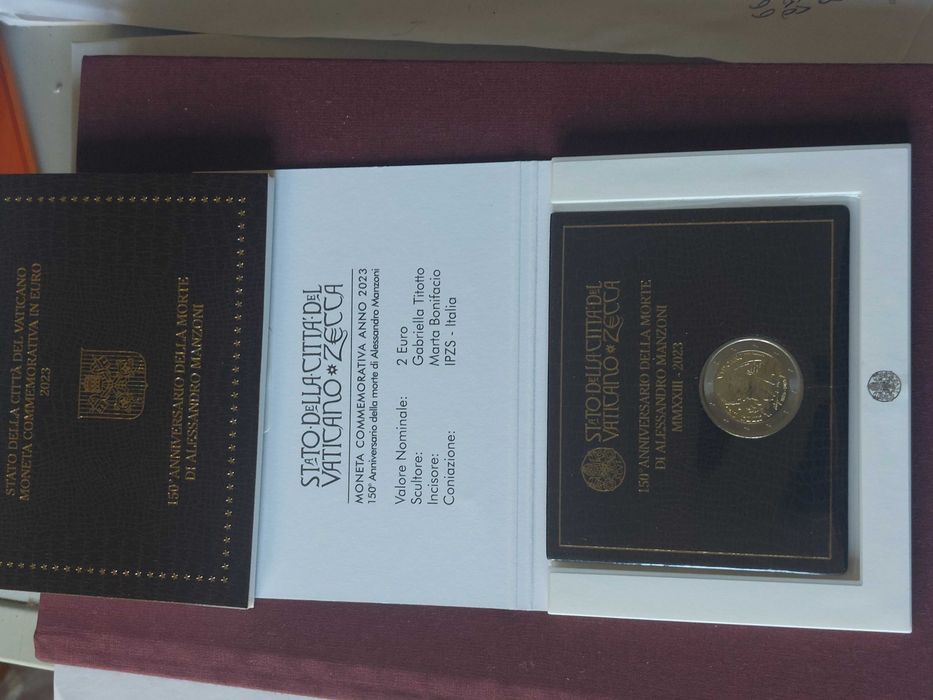 STATO DELLA CITTÀ DEL VATICANO
MONETA COMMEMORATIVA IN EURO
2023
150° ANNIVERSARIO DELLA MORTE
DI ALESSANDRO MANZONI
STATO·DELLA·CITTÀ·DEL
VATICANO * ZECCA
MONETA COMMEMORATIVA ANNO 2023
150° Anniversario della morte di Alessandro Manzoni
Valore Nominale: 2 Euro
Scultore: Gabriella Titotto
Incisore: Marta Bonifacio
Coniazione: IPZS - Italia
STATO·DELLA·CITTÀ·DEL
VATICANO * ZECCA
150° ANNIVERSARIO DELLA MORTE
DI ALESSANDRO MANZONI
MMXXIII - 2023